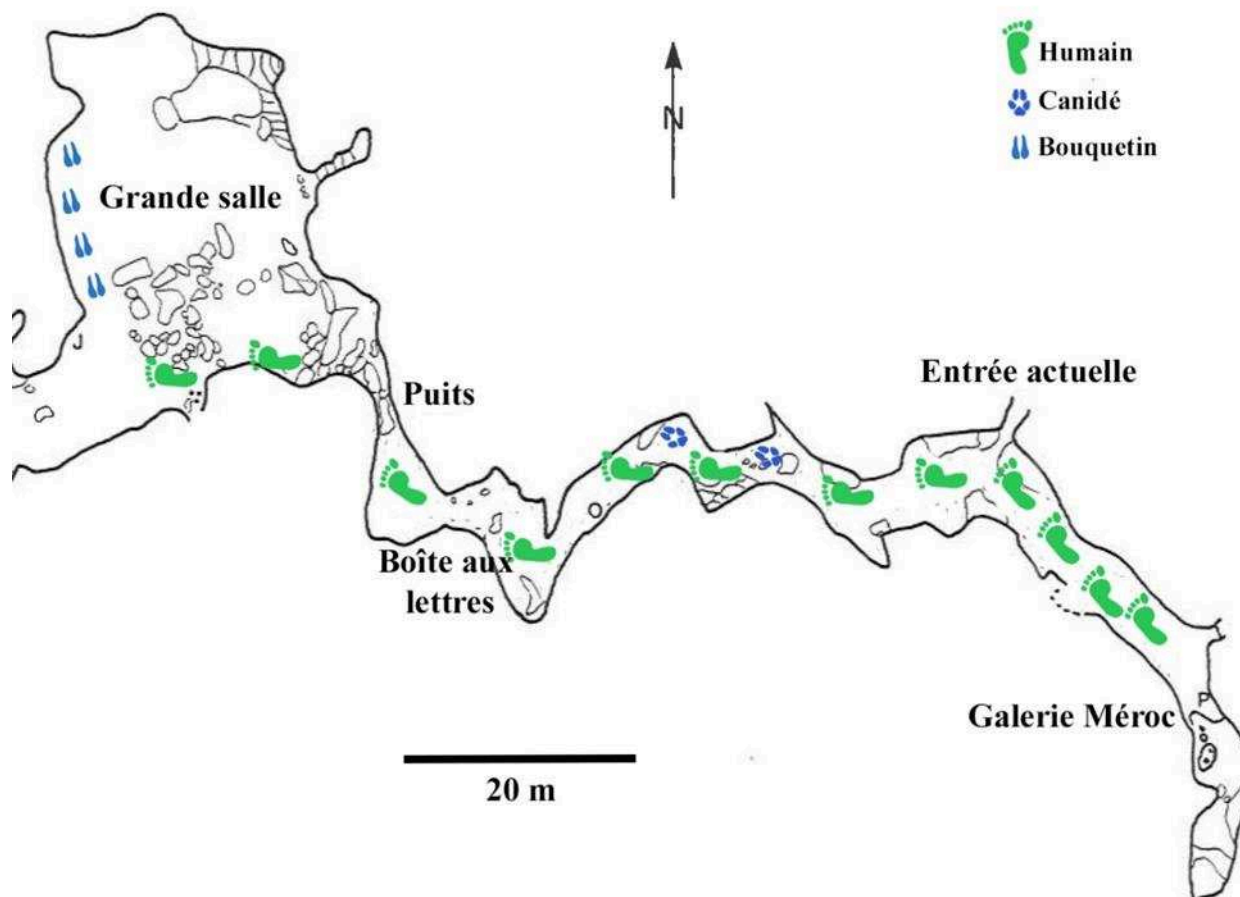 Humain
Canidé
Bouquetin
N
Grande salle
J
Puits
Entrée actuelle
O
Boîte aux
lettres
Galerie Méroc
P
20 m